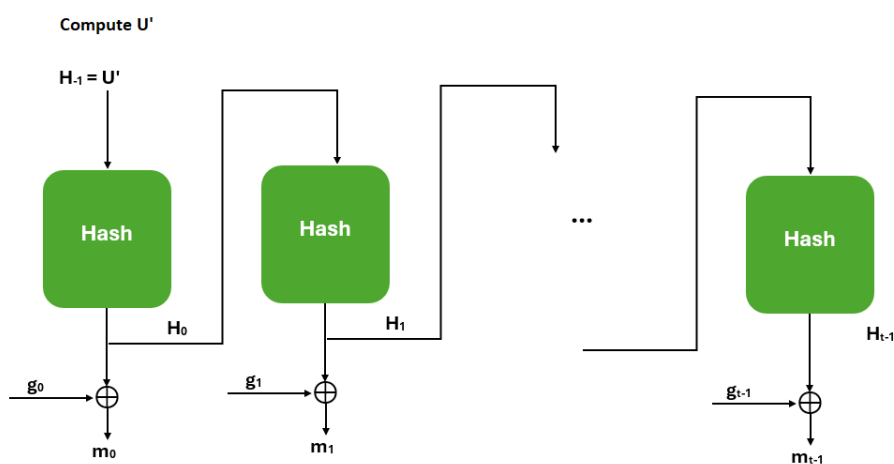 Compute U'
H₋₁ = U'
Hash
Hash
...
Hash
H₀
H₁
Hₜ₋₁
g₀
g₁
gₜ₋₁
m₀
m₁
mₜ₋₁